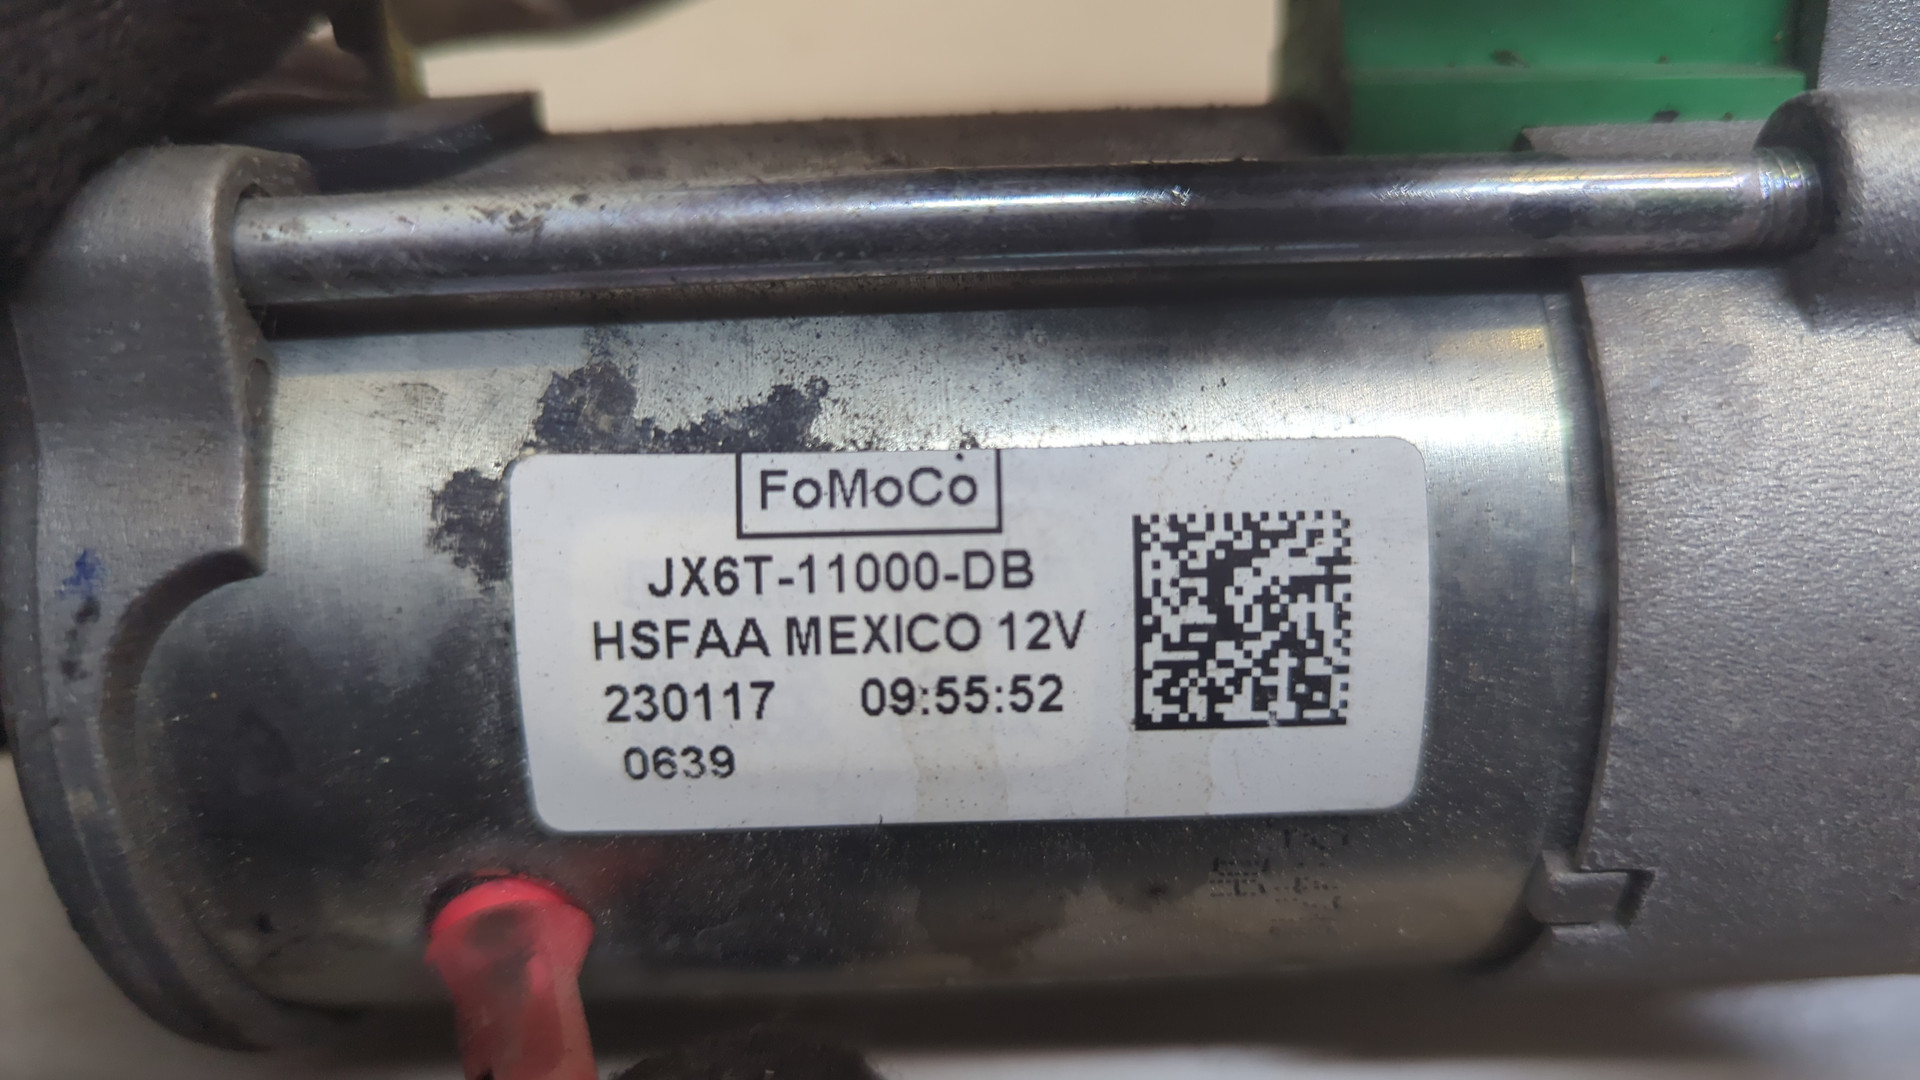 FoMoCo
JX6T-11000-DB
HSFAA MEXICO 12V
230117 09:55:52
0639